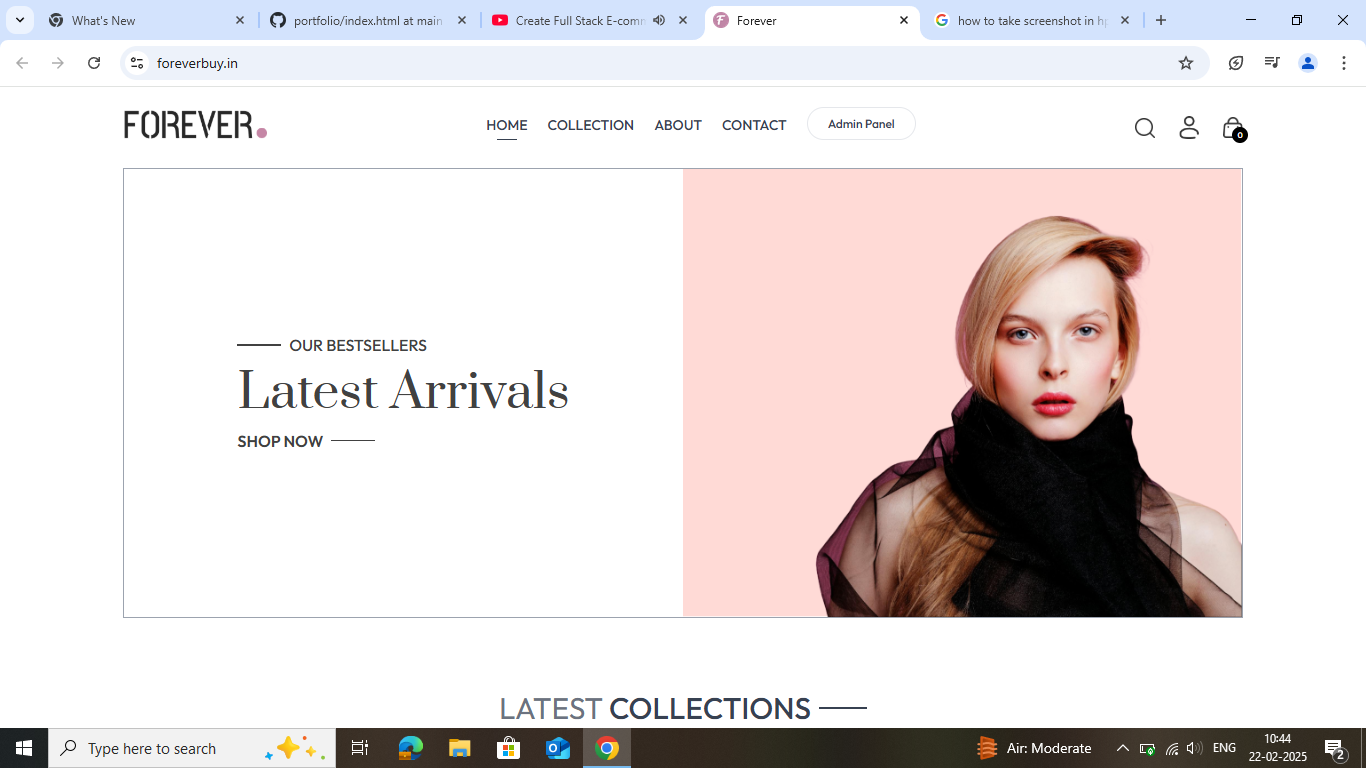 What's New
portfolio/index.html at main
Create Full Stack E-comm
Forever
how to take screenshot in hp
foreverbuy.in
FOREVER.
HOME
COLLECTION
ABOUT
CONTACT
Admin Panel
0
OUR BESTSELLERS
Latest Arrivals
SHOP NOW
LATEST COLLECTIONS
Type here to search
Air: Moderate
ENG
10:44
22-02-2025
2